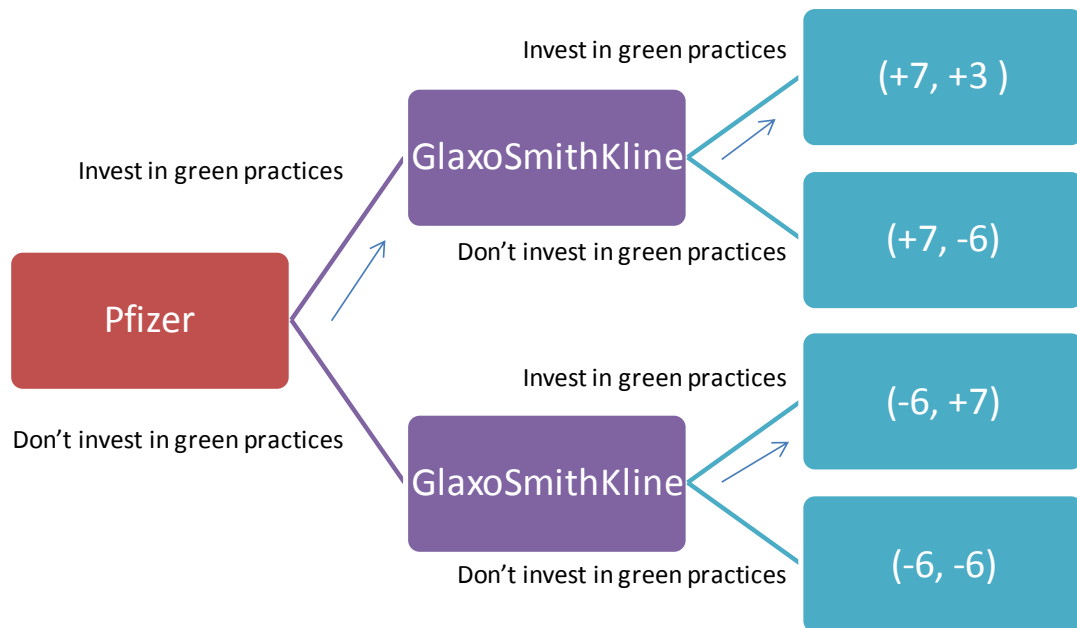 Invest in green practices
(+7, +3 )
GlaxoSmithKline
Invest in green practices
Don’t invest in green practices
(+7, -6)
Pfizer
Invest in green practices
(-6, +7)
Don’t invest in green practices
GlaxoSmithKline
Don’t invest in green practices
(-6, -6)